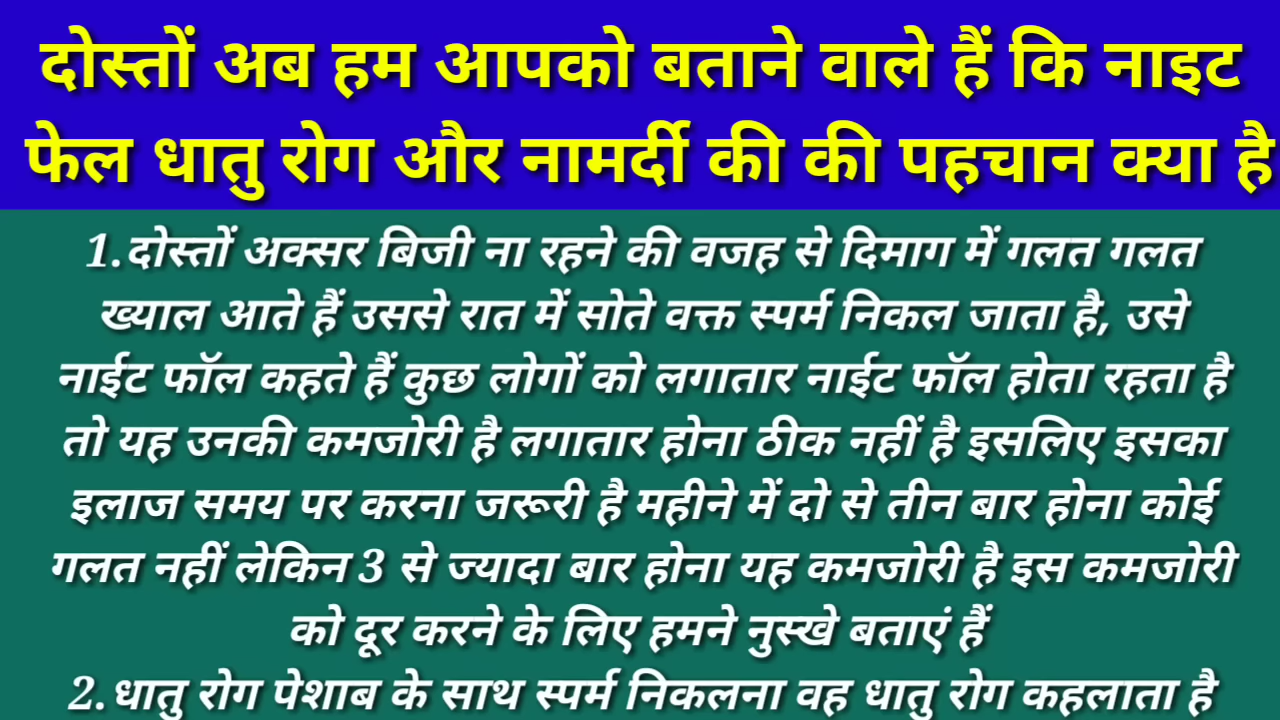 दोस्तों अब हम आपको बताने वाले हैं कि नाइट
फेल धातु रोग और नामर्दी की की पहचान क्या है
1.दोस्तों अक्सर बिजी ना रहने की वजह से दिमाग में गलत गलत
ख्याल आते हैं उससे रात में सोते वक्त स्पर्म निकल जाता है, उसे
नाईट फॉल कहते हैं कुछ लोगों को लगातार नाईट फॉल होता रहता है
तो यह उनकी कमजोरी है लगातार होना ठीक नहीं है इसलिए इसका
इलाज समय पर करना जरूरी है महीने में दो से तीन बार होना कोई
गलत नहीं लेकिन 3 से ज्यादा बार होना यह कमजोरी है इस कमजोरी
को दूर करने के लिए हमने नुस्खे बताएं हैं
2.धातु रोग पेशाब के साथ स्पर्म निकलना वह धातु रोग कहलाता है